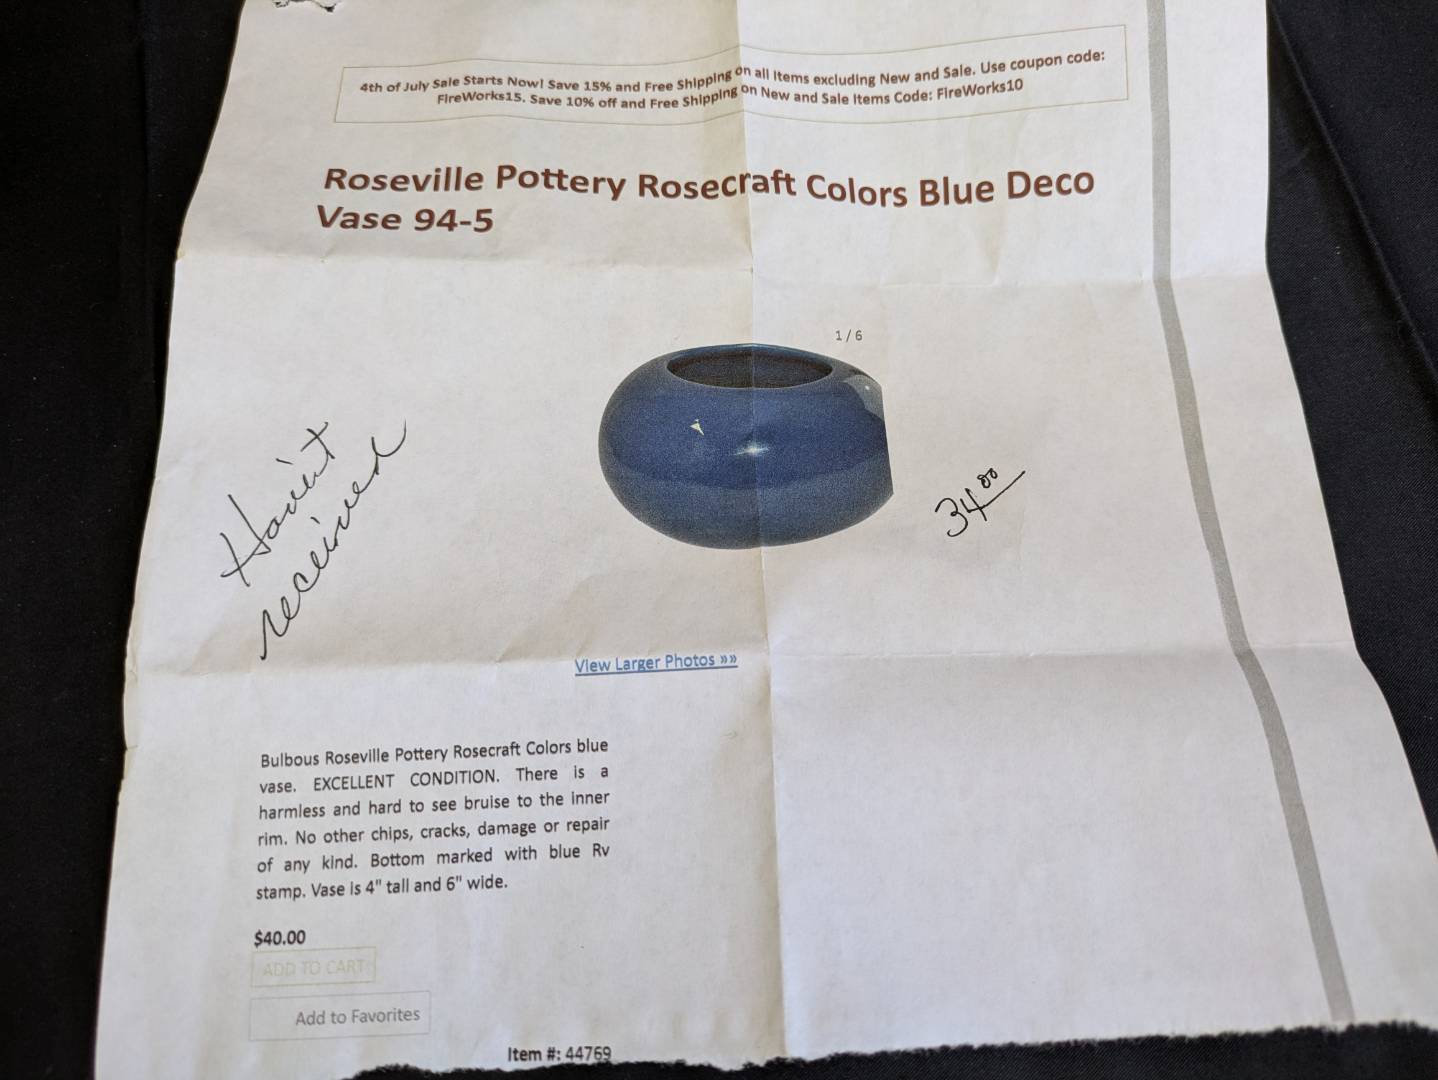 4th of July Sale Starts Now! Save 15% and Free Shipping on all Items excluding New and Sale. Use coupon code:
FireWorks15. Save 10% off and Free Shipping on New and Sale Items Code: FireWorks10
Roseville Pottery Rosecraft Colors Blue Deco
Vase 94-5
1 / 6
Havin't
received
34.00
View Larger Photos »»
Bulbous Roseville Pottery Rosecraft Colors blue
vase. EXCELLENT CONDITION. There is a
harmless and hard to see bruise to the inner
rim. No other chips, cracks, damage or repair
of any kind. Bottom marked with blue Rv
stamp. Vase is 4" tall and 6" wide.
$40.00
ADD TO CART
Add to Favorites
Item #: 44769